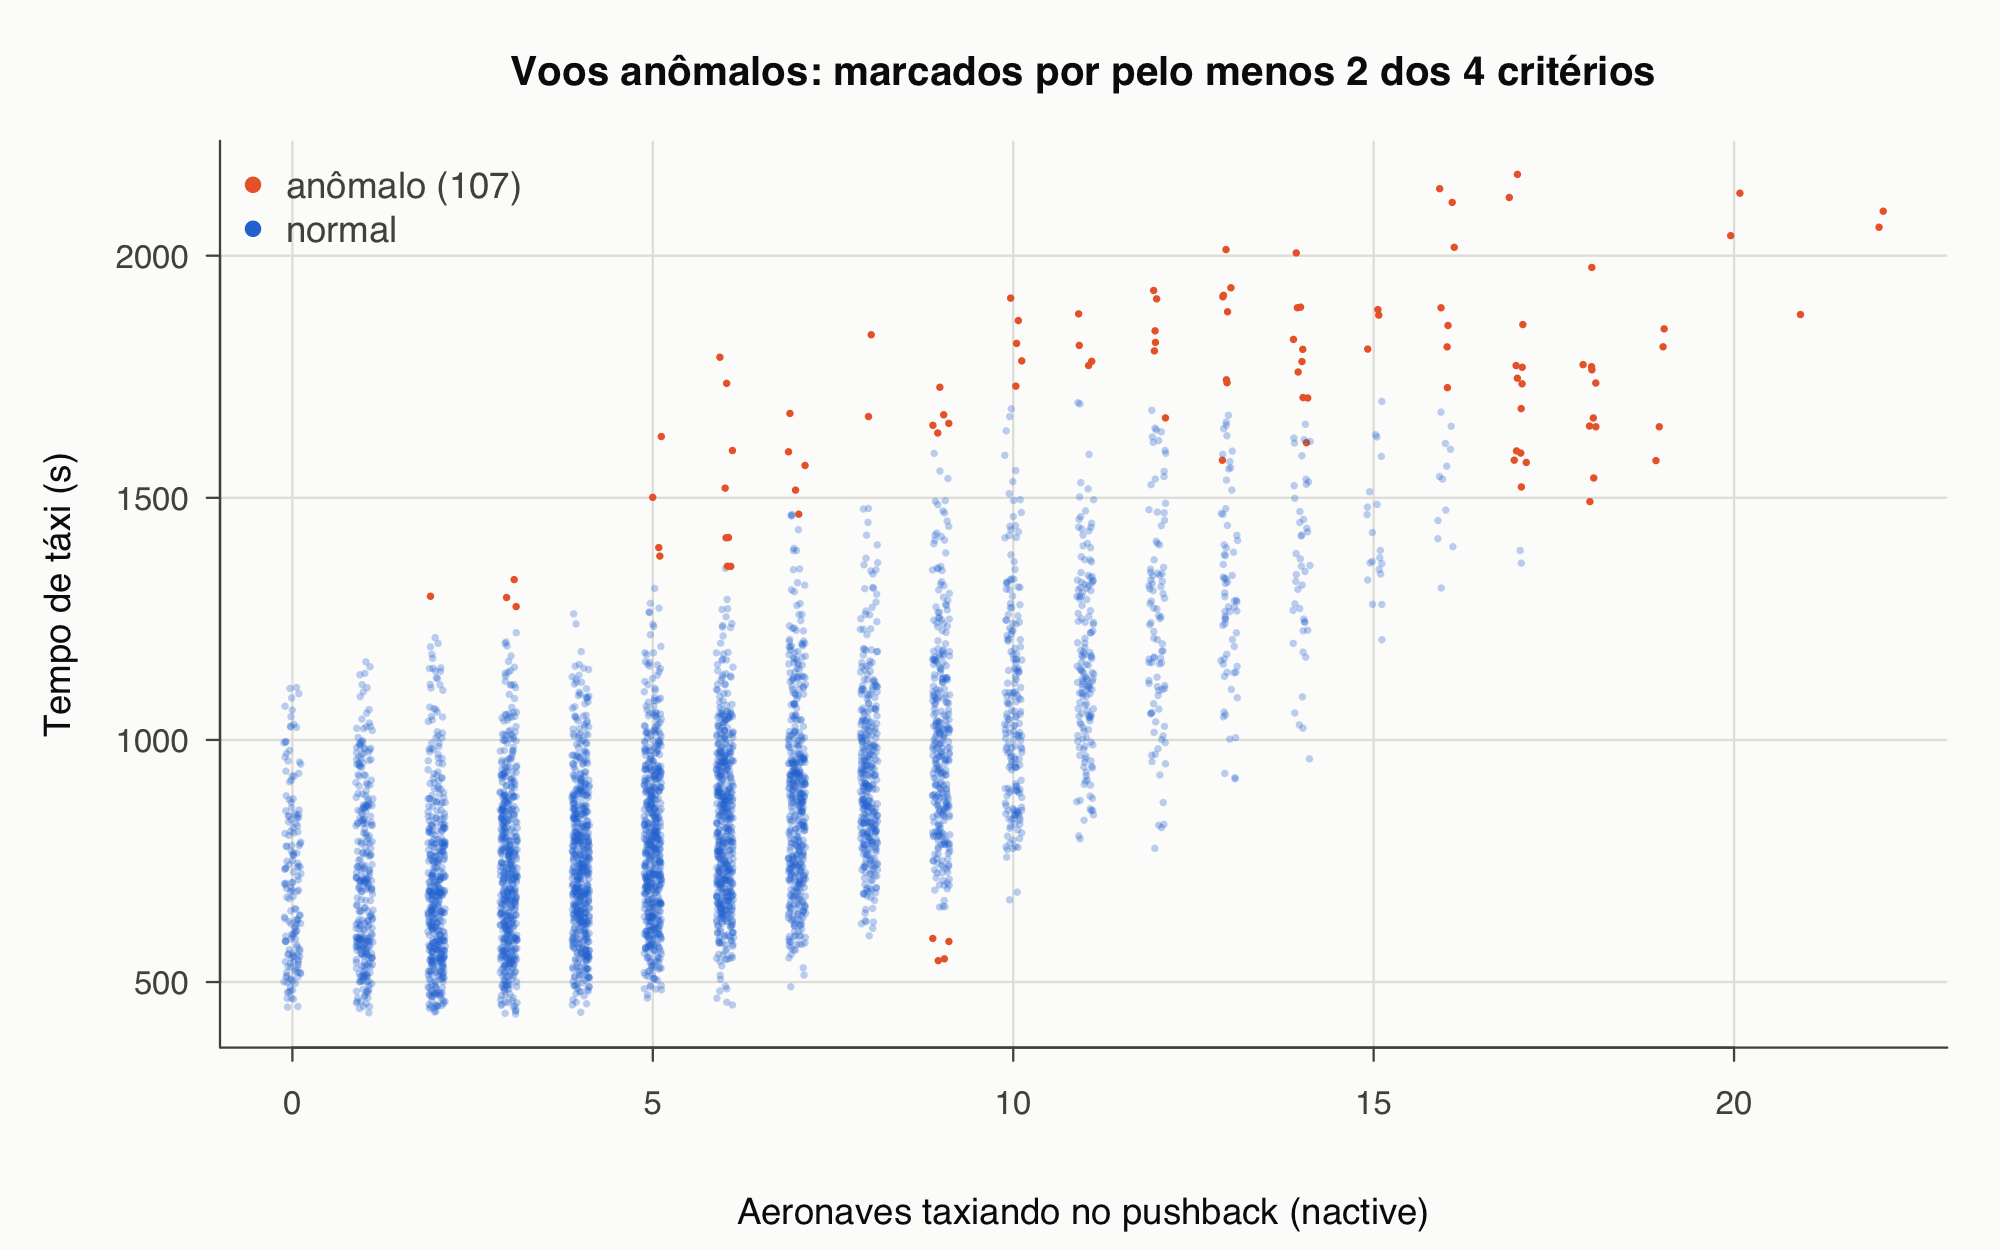 Voos anômalos: marcados por pelo menos 2 dos 4 critérios
anômalo (107)
normal
2000
1500
1000
500
Tempo de táxi (s)
0 5 10 15 20
Aeronaves taxiando no pushback (nactive)